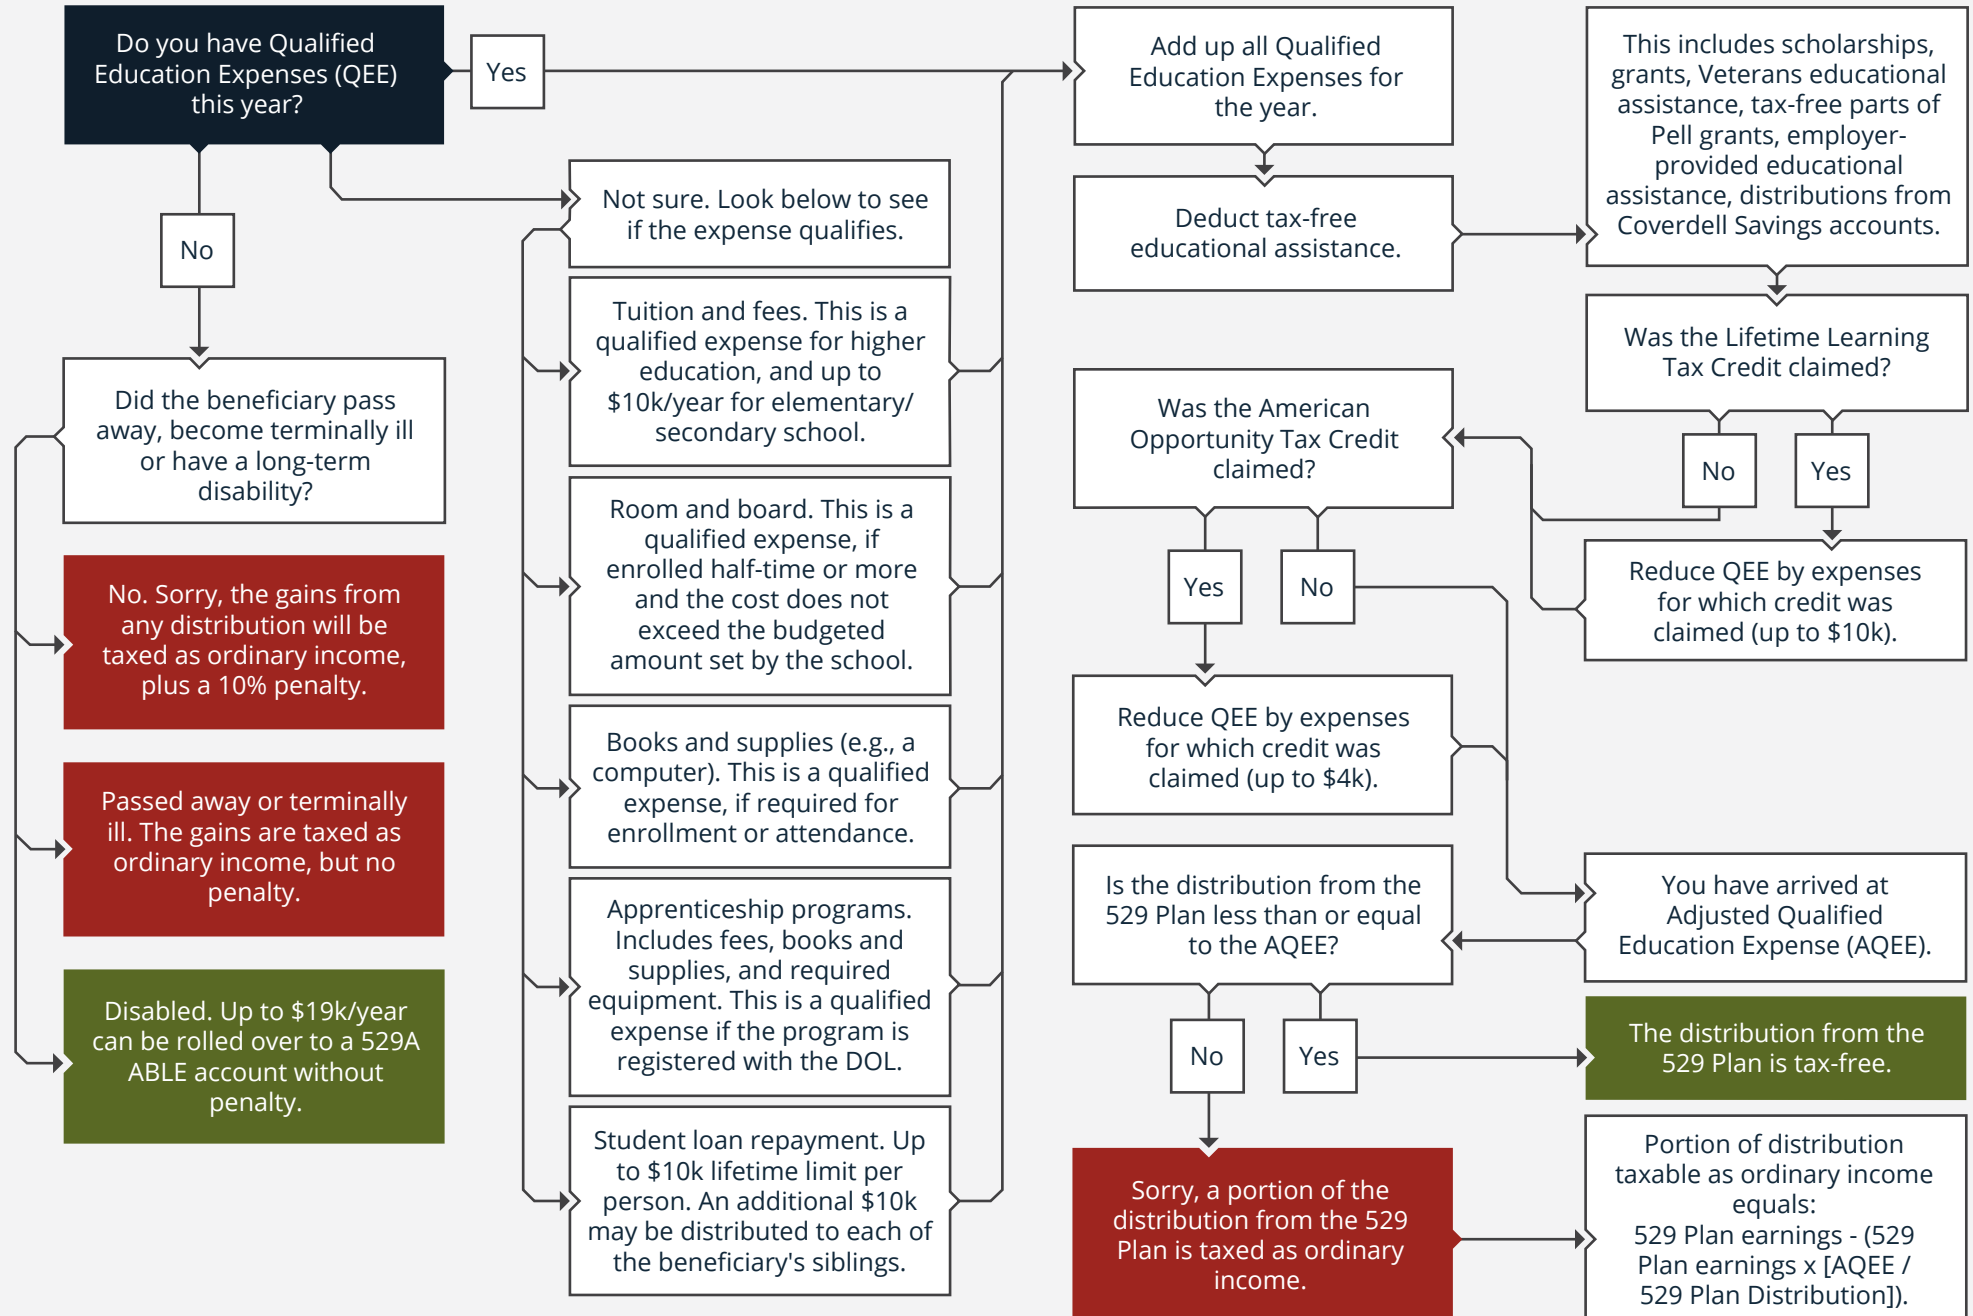 Do you have Qualified
Education Expenses (QEE)
this year?
Yes
No
Not sure. Look below to see
if the expense qualifies.
Did the beneficiary pass
away, become terminally ill
or have a long-term
disability?
No. Sorry, the gains from
any distribution will be
taxed as ordinary income,
plus a 10% penalty.
Passed away or terminally
ill. The gains are taxed as
ordinary income, but no
penalty.
Disabled. Up to $19k/year
can be rolled over to a 529A
ABLE account without
penalty.
Tuition and fees. This is a
qualified expense for higher
education, and up to
$10k/year for elementary/
secondary school.
Room and board. This is a
qualified expense, if
enrolled half-time or more
and the cost does not
exceed the budgeted
amount set by the school.
Books and supplies (e.g., a
computer). This is a qualified
expense, if required for
enrollment or attendance.
Apprenticeship programs.
Includes fees, books and
supplies, and required
equipment. This is a qualified
expense if the program is
registered with the DOL.
Student loan repayment. Up
to $10k lifetime limit per
person. An additional $10k
may be distributed to each of
the beneficiary's siblings.
Add up all Qualified
Education Expenses for
the year.
Deduct tax-free
educational assistance.
This includes scholarships,
grants, Veterans educational
assistance, tax-free parts of
Pell grants, employer-
provided educational
assistance, distributions from
Coverdell Savings accounts.
Was the Lifetime Learning
Tax Credit claimed?
No
Yes
Reduce QEE by expenses
for which credit was
claimed (up to $10k).
Was the American
Opportunity Tax Credit
claimed?
Yes
No
Reduce QEE by expenses
for which credit was
claimed (up to $4k).
You have arrived at
Adjusted Qualified
Education Expense (AQEE).
Is the distribution from the
529 Plan less than or equal
to the AQEE?
No
Yes
The distribution from the
529 Plan is tax-free.
Sorry, a portion of the
distribution from the 529
Plan is taxed as ordinary
income.
Portion of distribution
taxable as ordinary income
equals:
529 Plan earnings - (529
Plan earnings x [AQEE /
529 Plan Distribution]).